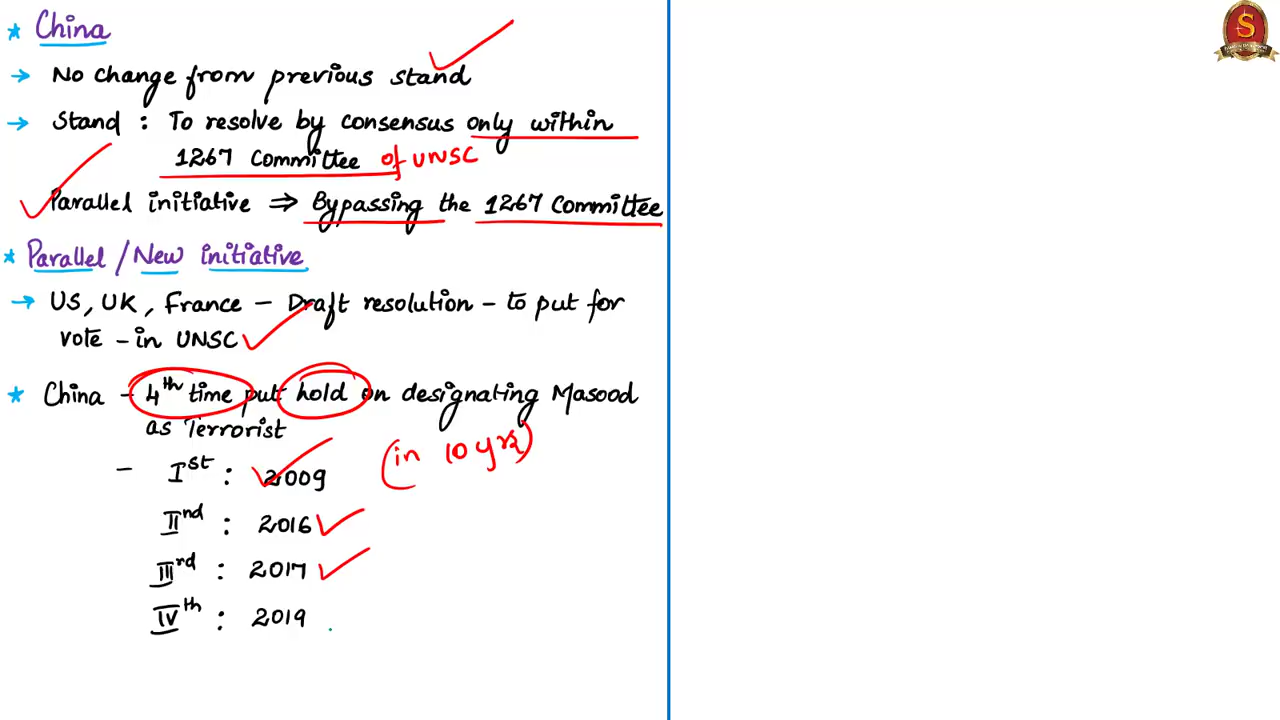 * China
→ No change from previous stand
→ Stand : To resolve by consensus only within
1267 Committee of UNSC
Parallel initiative ⇒ Bypassing the 1267 Committee
* Parallel / New initiative
→ US, UK, France – Draft resolution – to put for
vote – in UNSC
* China – 4th time put hold on designating Masood
as Terrorist
(in 10 yrs)
– Ist : 2009
IInd : 2016
IIIrd : 2017
IVth : 2019
S